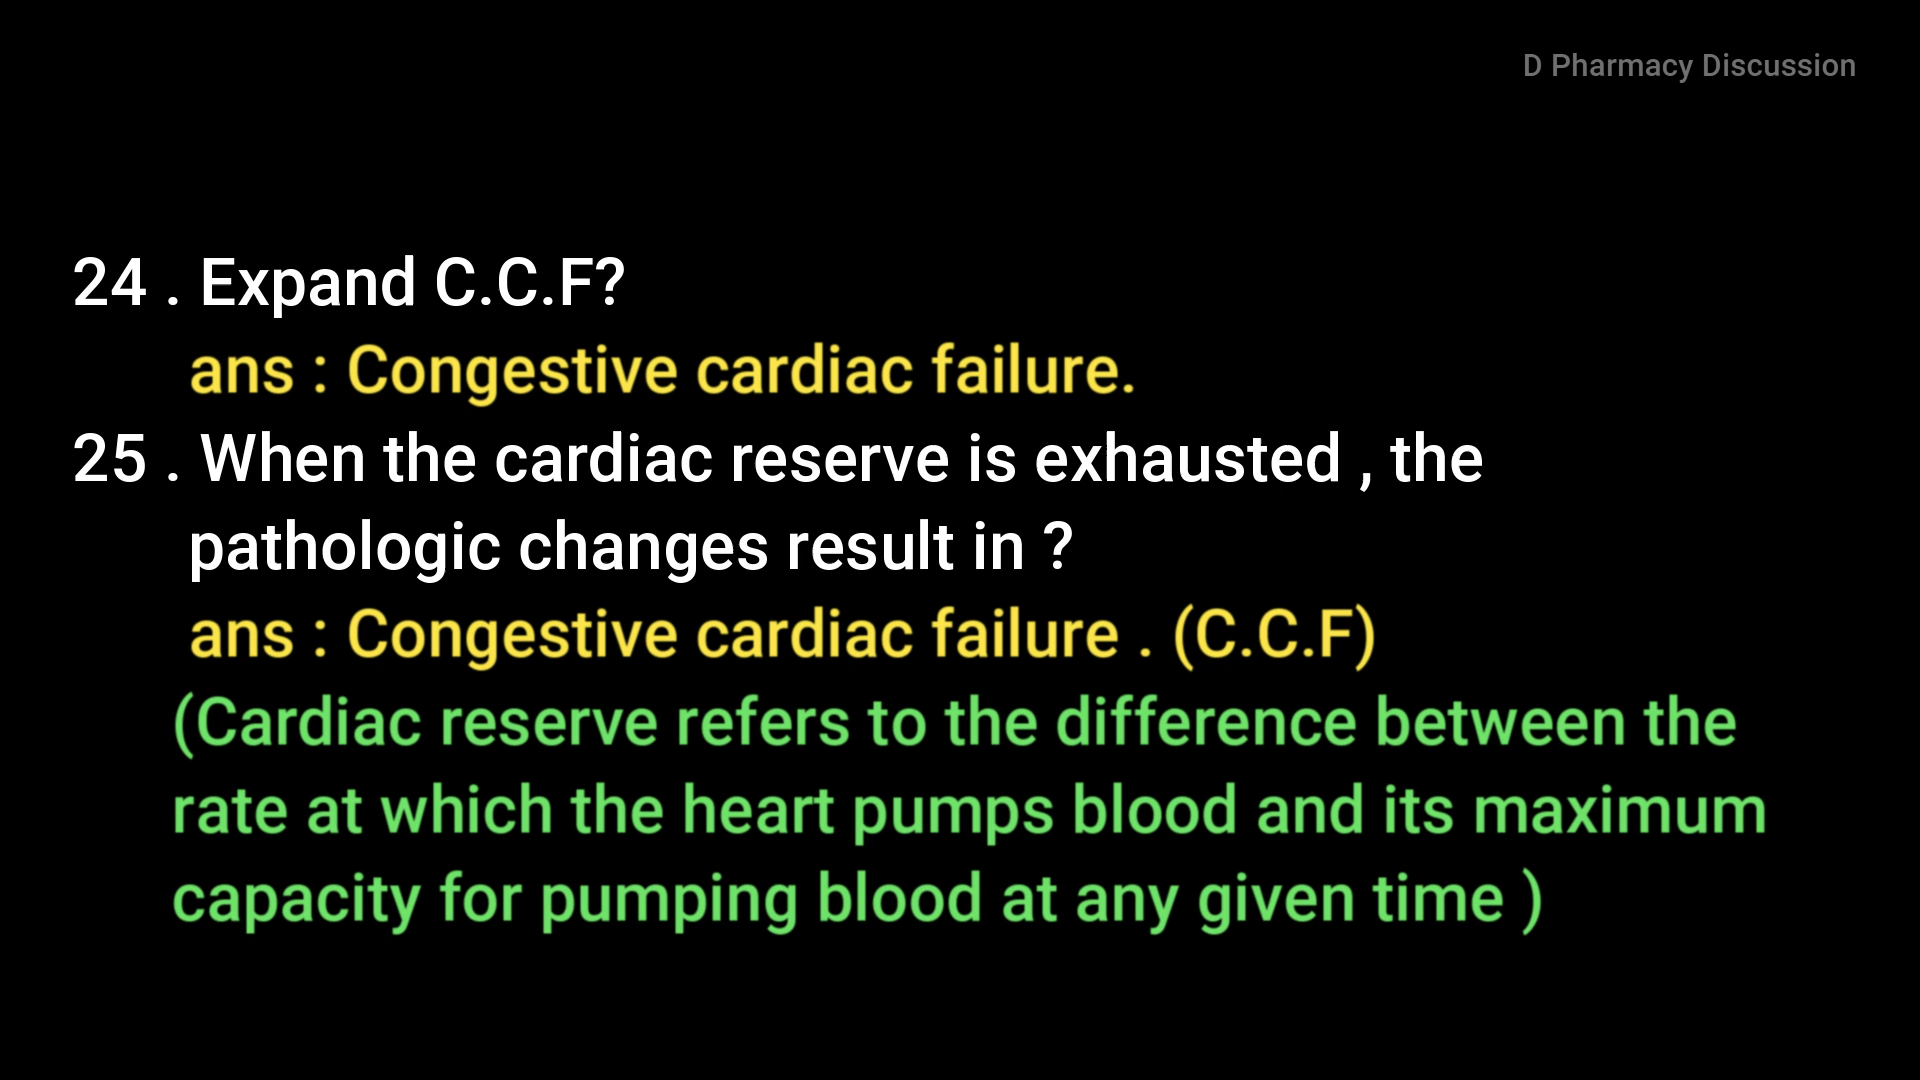 D Pharmacy Discussion
24 . Expand C.C.F?
ans : Congestive cardiac failure.
25 . When the cardiac reserve is exhausted , the
pathologic changes result in ?
ans : Congestive cardiac failure . (C.C.F)
(Cardiac reserve refers to the difference between the
rate at which the heart pumps blood and its maximum
capacity for pumping blood at any given time )